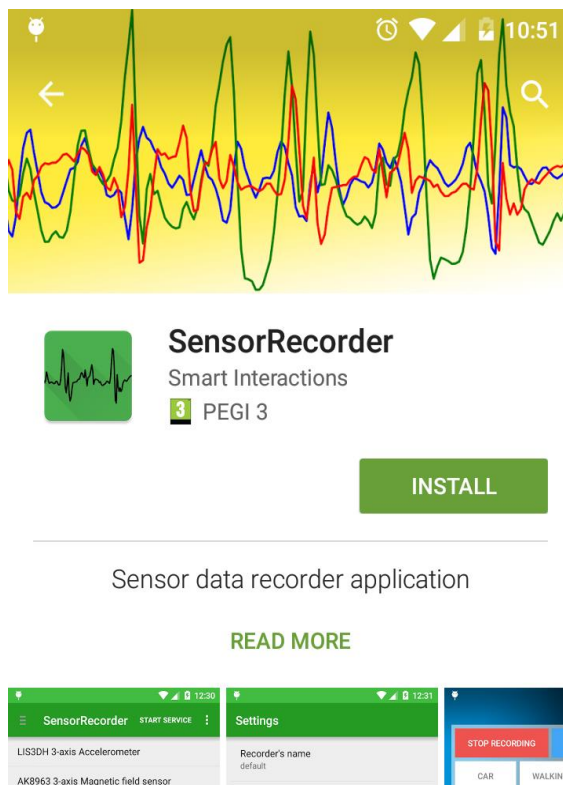 10:51
SensorRecorder
Smart Interactions
3 PEGI 3
INSTALL
Sensor data recorder application
READ MORE
12:30
SensorRecorder START SERVICE
LIS3DH 3-axis Accelerometer
AK8963 3-axis Magnetic field sensor
12:31
Settings
Recorder's name
default
STOP RECORDING
CAR WALKIN